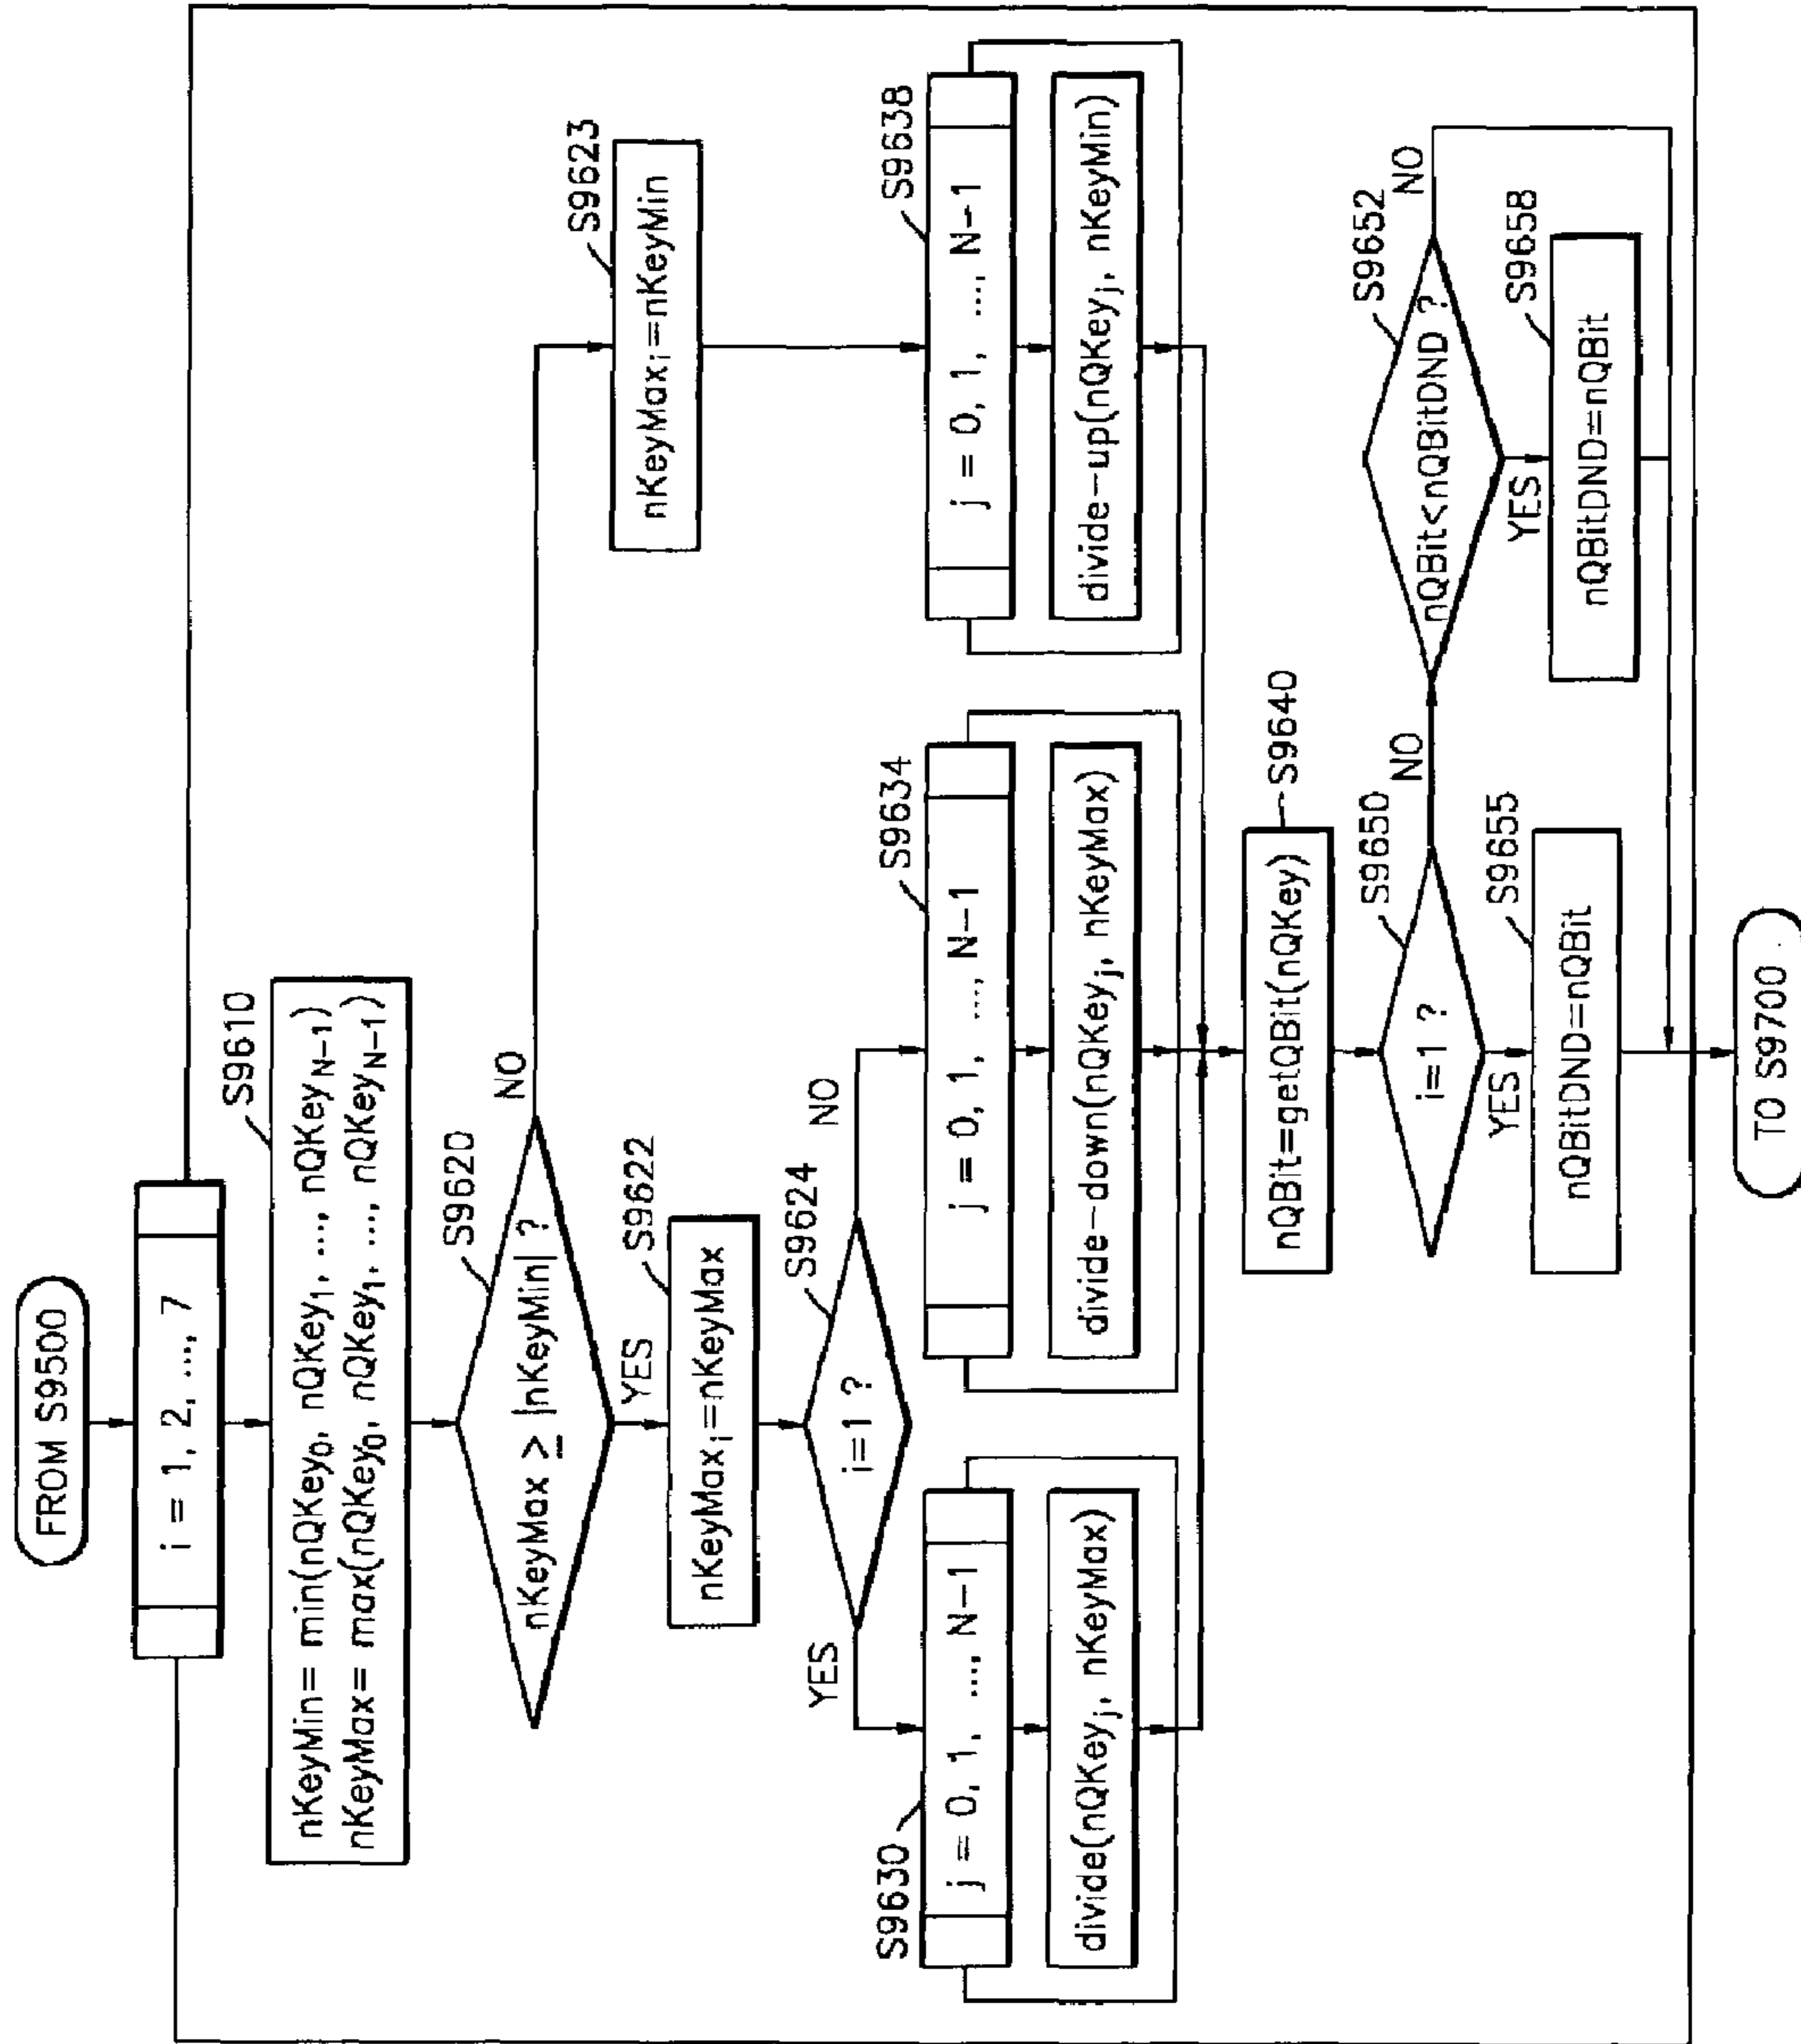 FROM S9500
i = 1, 2, ..., 7
S9610
nKeyMin= min(nQKey₀, nQKey₁, ..., nQKey_N−1)
nKeyMax= max(nQKey₀, nQKey₁, ..., nQKey_N−1)
S9620
nKeyMax ≥ |nKeyMin| ?
NO
YES
S9622
nKeyMaxᵢ=nKeyMax
S9623
nKeyMaxᵢ=nKeyMin
S9624
i=1 ?
YES
NO
S9630
j = 0, 1, ..., N−1
divide(nQKeyⱼ, nKeyMax)
S9634
j = 0, 1, ..., N−1
divide−down(nQKeyⱼ, nKeyMax)
S9638
j = 0, 1, ..., N−1
divide−up(nQKeyⱼ, nKeyMin)
nQBit=getQBit(nQKey)
S9640
S9650
i=1 ?
NO
YES
S9652
nQBit<nQBitDND ?
NO
YES
S9655
nQBitDND=nQBit
S9658
nQBitDND=nQBit
TO S9700